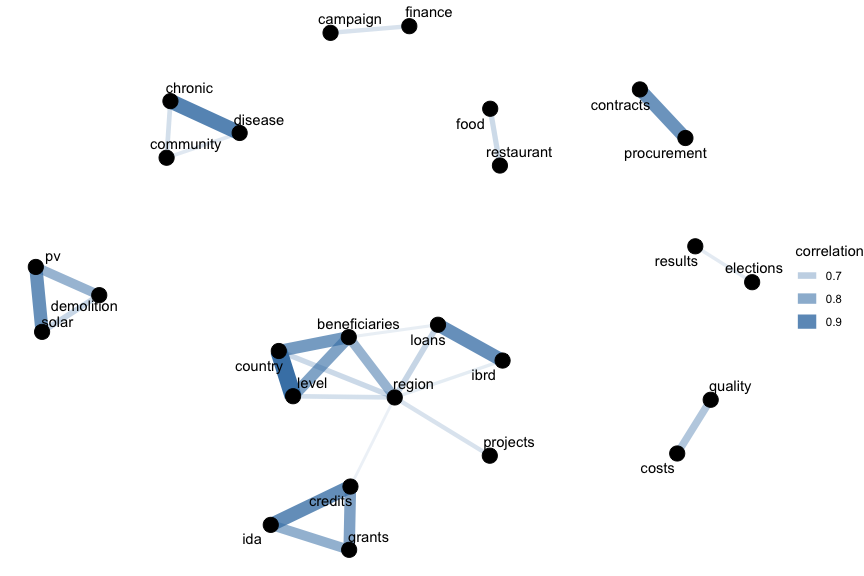 finance
campaign
chronic
disease
community
food
restaurant
contracts
procurement
results
elections
pv
demolition
solar
correlation
0.7
0.8
0.9
beneficiaries
loans
country
level
region
ibrd
quality
costs
projects
credits
ida
grants